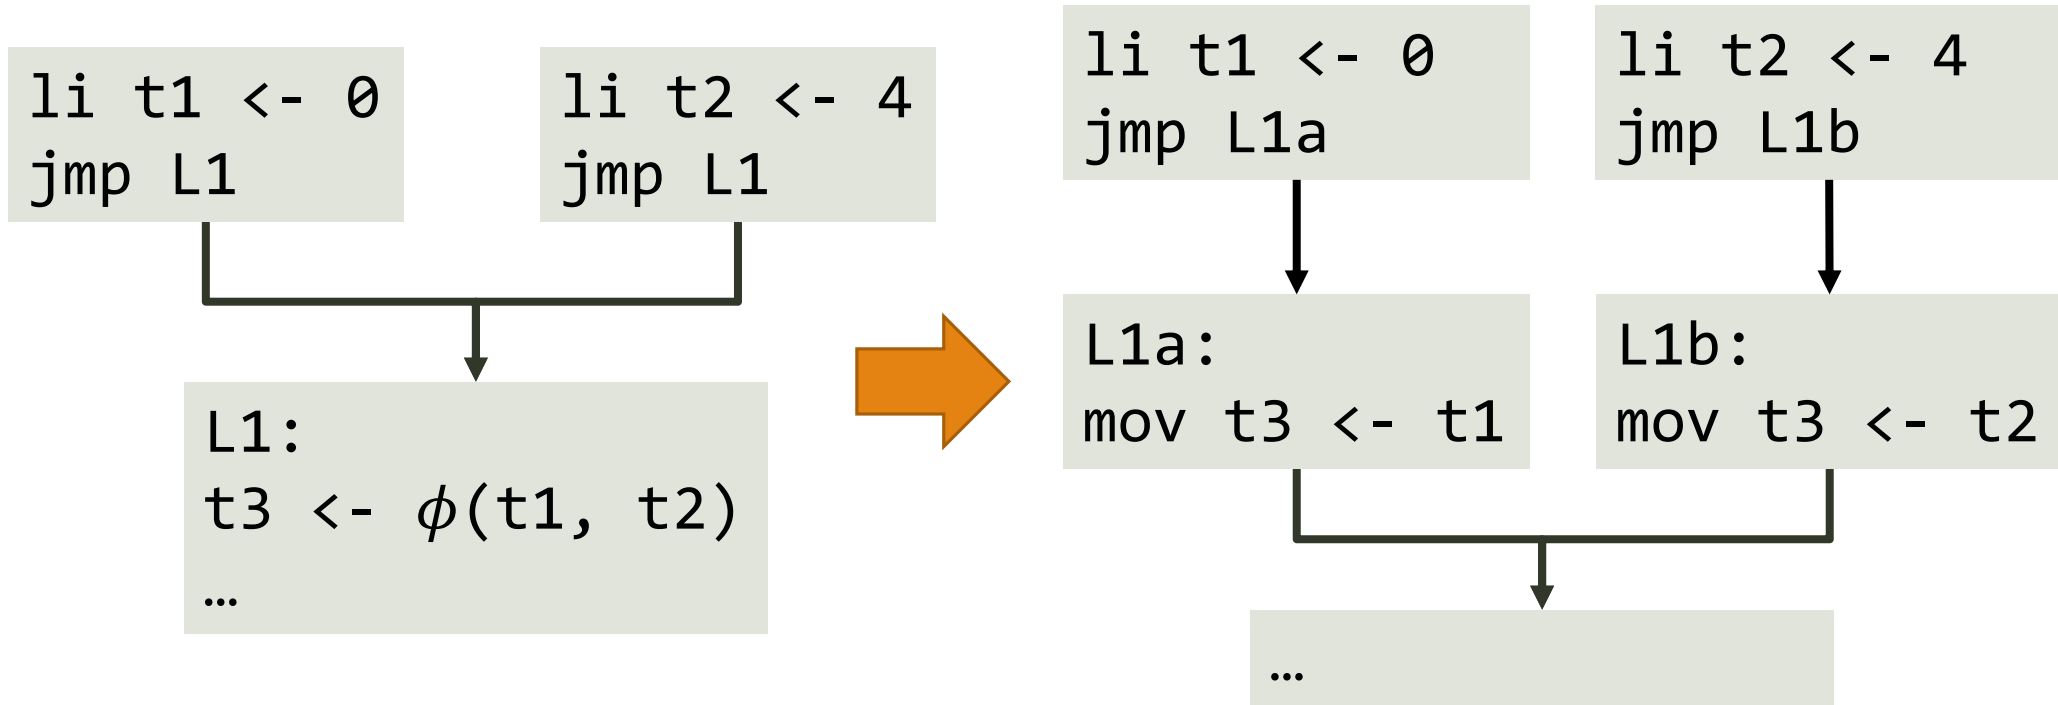 li t1 <- 0
jmp L1
li t2 <- 4
jmp L1
L1:
t3 <- ϕ(t1, t2)
…
li t1 <- 0
jmp L1a
li t2 <- 4
jmp L1b
L1a:
mov t3 <- t1
L1b:
mov t3 <- t2
…